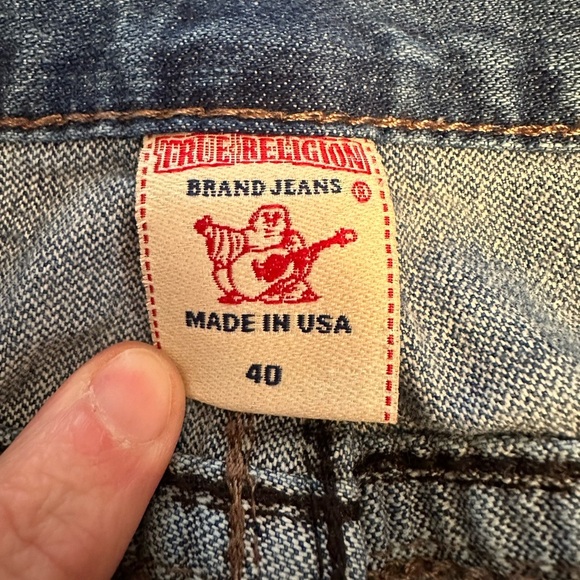 TRUE RELIGION
BRAND JEANS ®
MADE IN USA
40